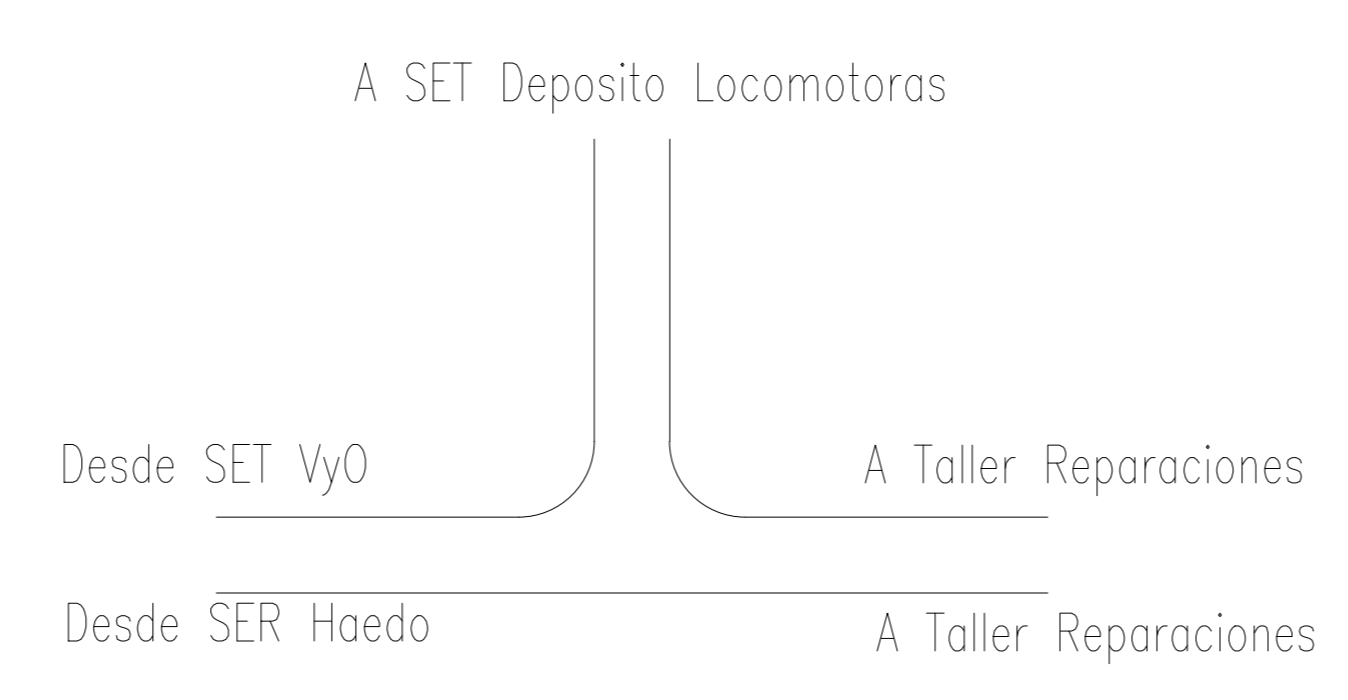 A SET Deposito Locomotoras
Desde SET VyO
A Taller Reparaciones
Desde SER Haedo
A Taller Reparaciones